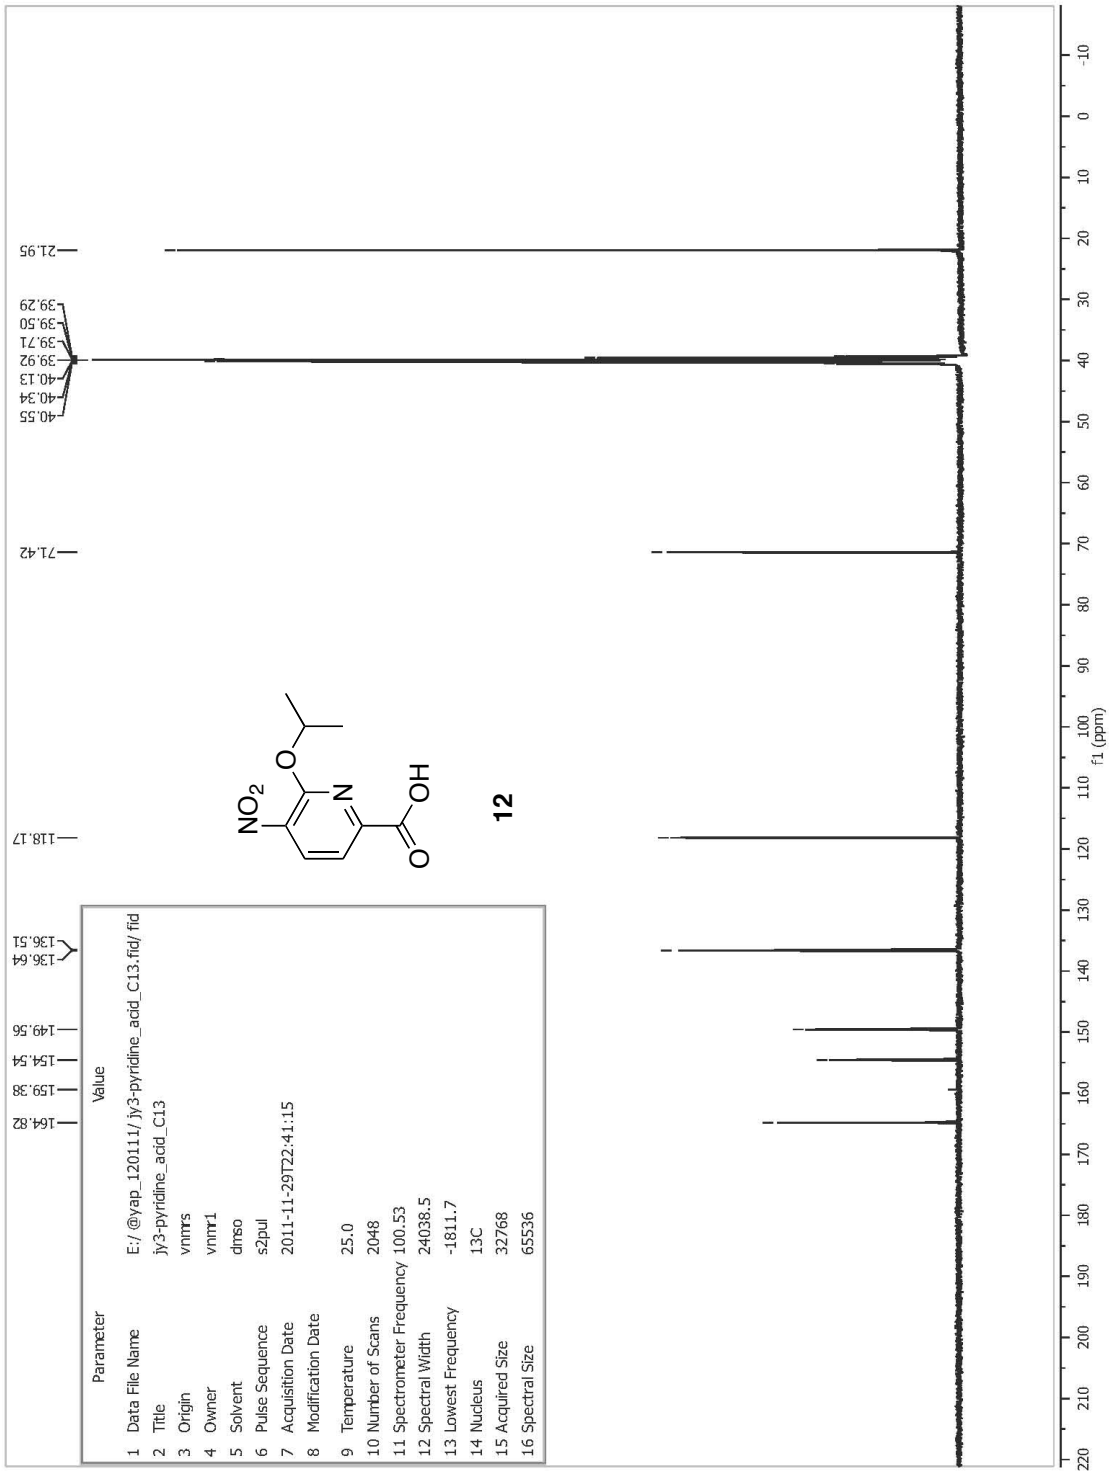 164.82
159.38
154.54
149.56
136.64
136.51
118.17
71.42
40.55
40.34
40.13
39.92
39.71
39.50
39.29
21.95
Parameter Value
1 Data File Name E:/ @yap_120111/ jy3-pyridine_acid_C13.fid/ fid
2 Title jy3-pyridine_acid_C13
3 Origin vnmrs
4 Owner vnmr1
5 Solvent dmso
6 Pulse Sequence s2pul
7 Acquisition Date 2011-11-29T22:41:15
8 Modification Date
9 Temperature 25.0
10 Number of Scans 2048
11 Spectrometer Frequency 100.53
12 Spectral Width 24038.5
13 Lowest Frequency -1811.7
14 Nucleus 13C
15 Acquired Size 32768
16 Spectral Size 65536
NO2
O
N
O
OH
12
220 210 200 190 180 170 160 150 140 130 120 110 100 90 80 70 60 50 40 30 20 10 0 -10
f1 (ppm)